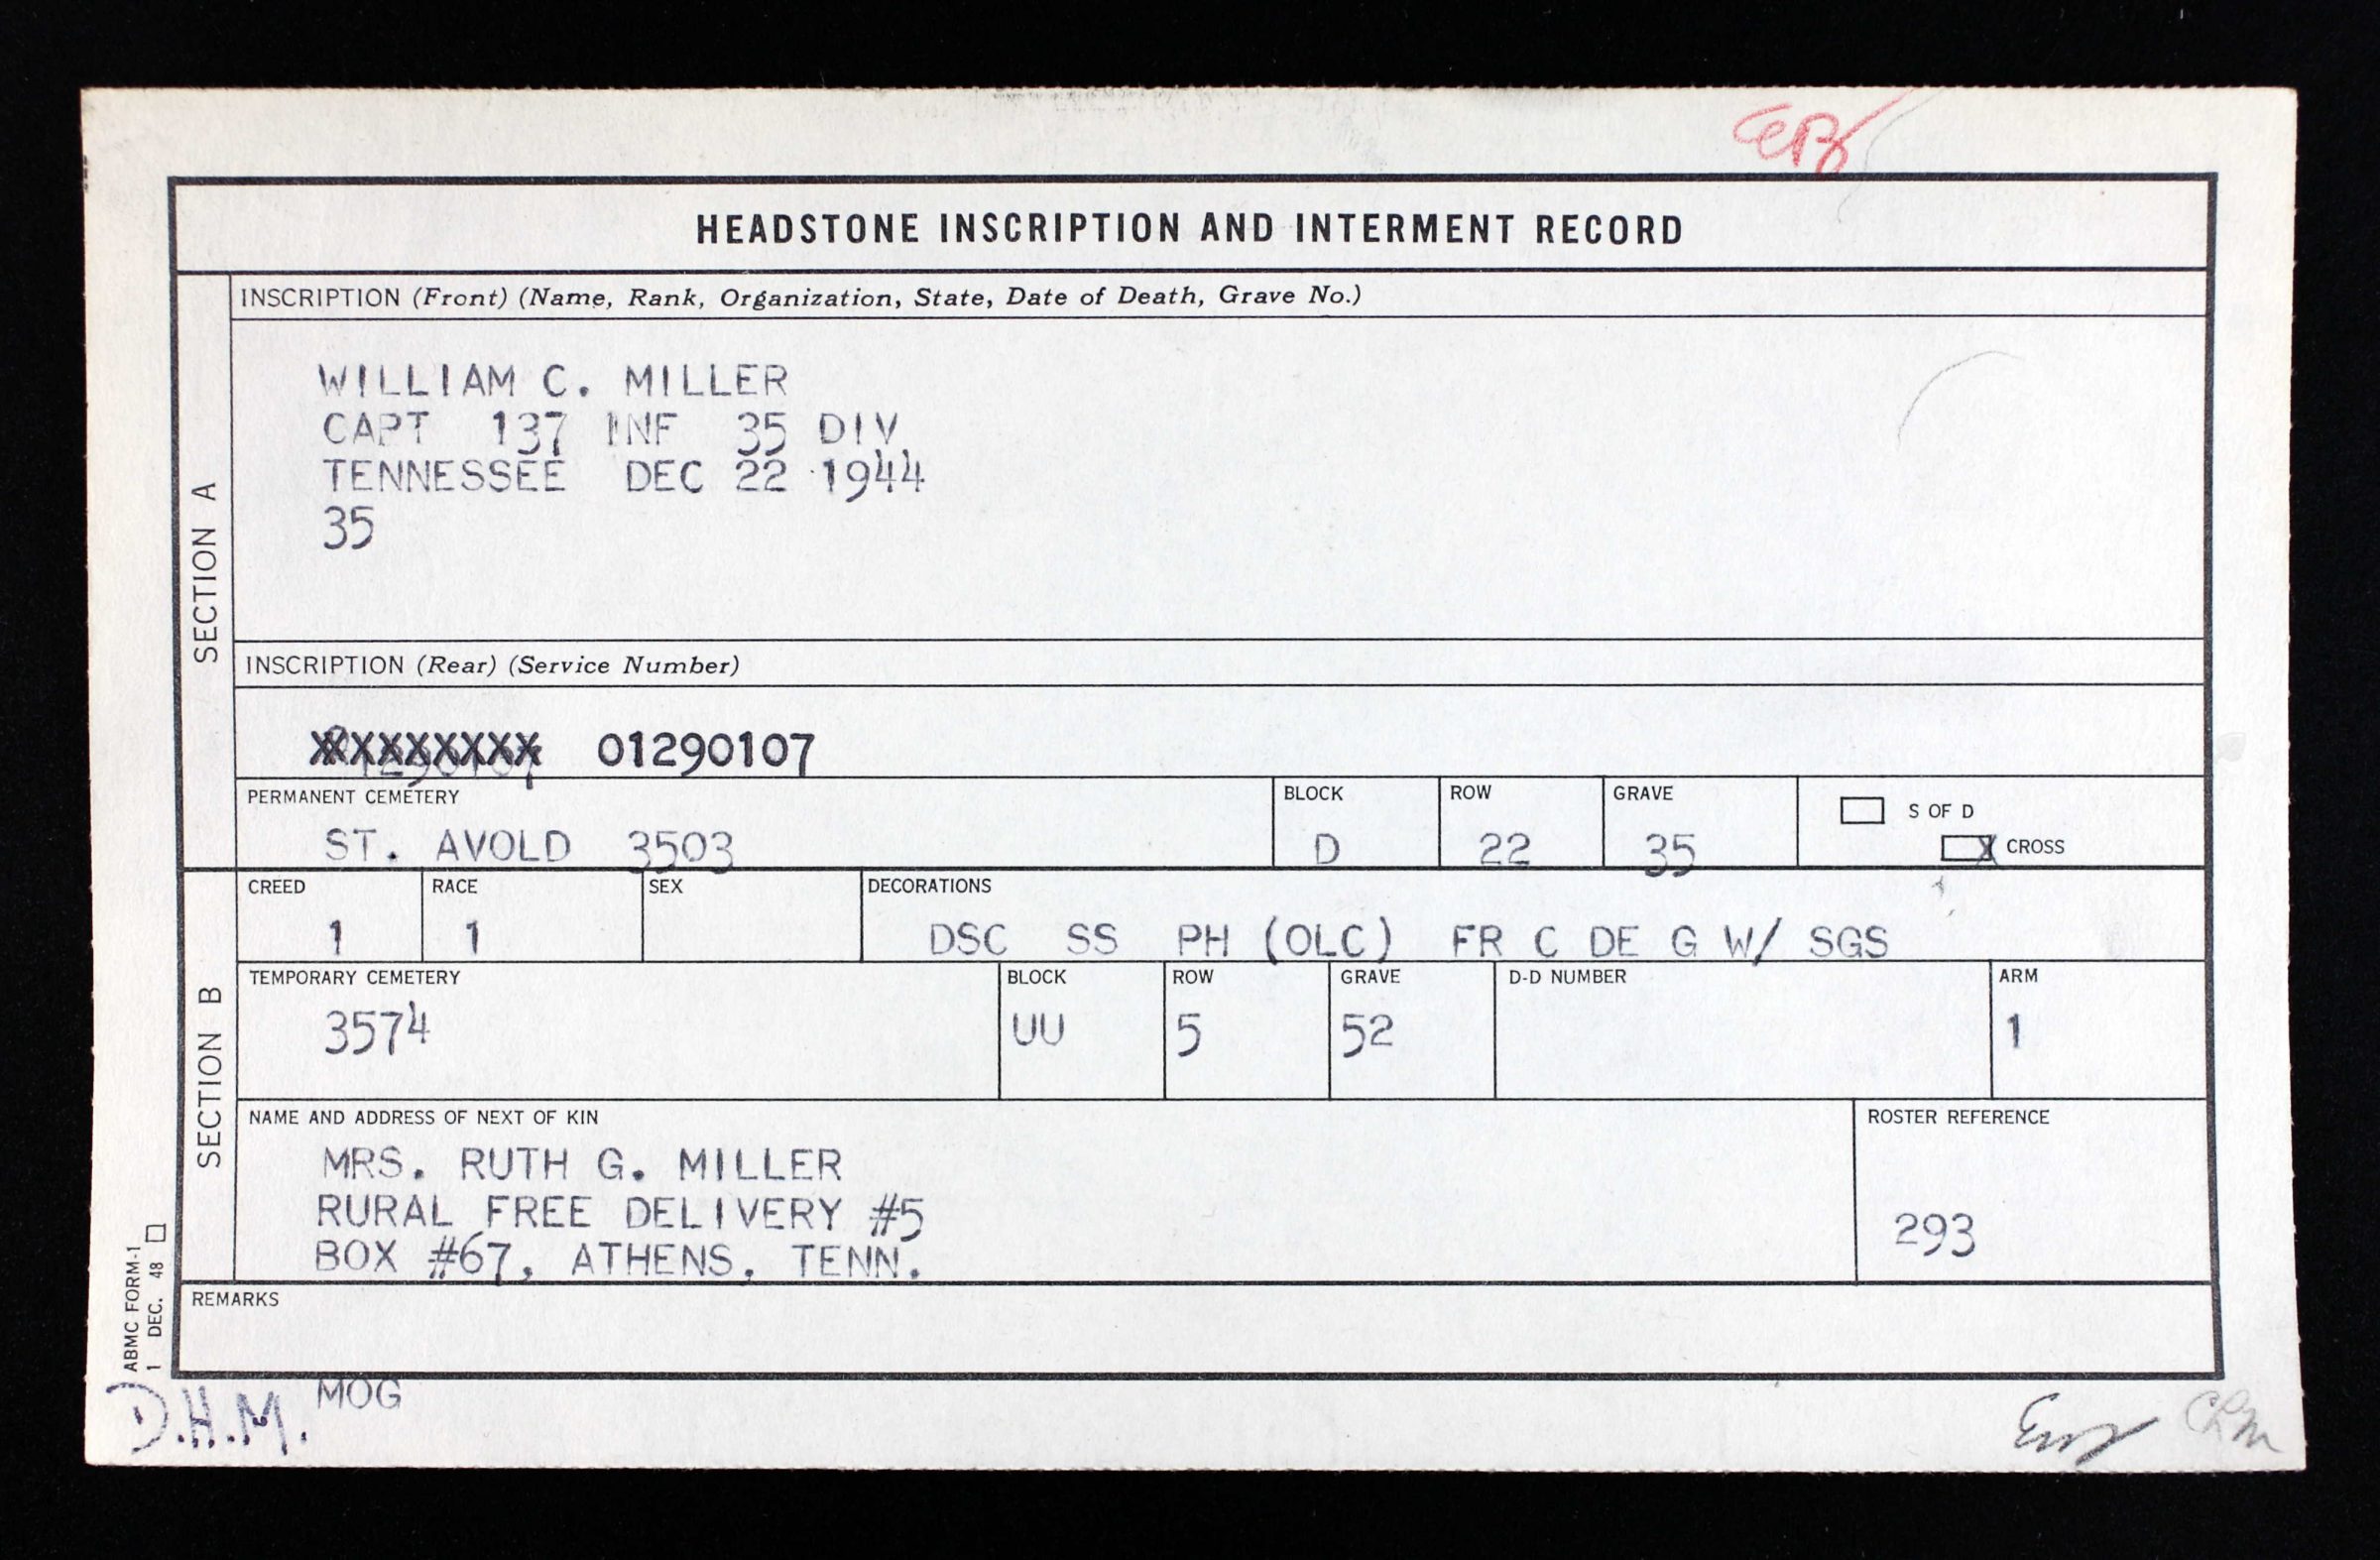 HEADSTONE INSCRIPTION AND INTERMENT RECORD
SECTION A
INSCRIPTION (Front) (Name, Rank, Organization, State, Date of Death, Grave No.)
WILLIAM C. MILLER
CAPT 137 INF 35 DIV
TENNESSEE DEC 22 1944
35
INSCRIPTION (Rear) (Service Number)
XXXXXXXX 01290107
PERMANENT CEMETERY BLOCK ROW GRAVE S OF D
ST. AVOLD 3503 D 22 35 X CROSS
SECTION B
CREED RACE SEX DECORATIONS
1 1 DSC SS PH (OLC) FR C DE G W/ SGS
TEMPORARY CEMETERY BLOCK ROW GRAVE D-D NUMBER ARM
3574 UU 5 52 1
NAME AND ADDRESS OF NEXT OF KIN ROSTER REFERENCE
MRS. RUTH G. MILLER
RURAL FREE DELIVERY #5
BOX #67, ATHENS, TENN.
293
REMARKS
ABMC FORM-1
1 DEC. 48
D.H.M. MOG